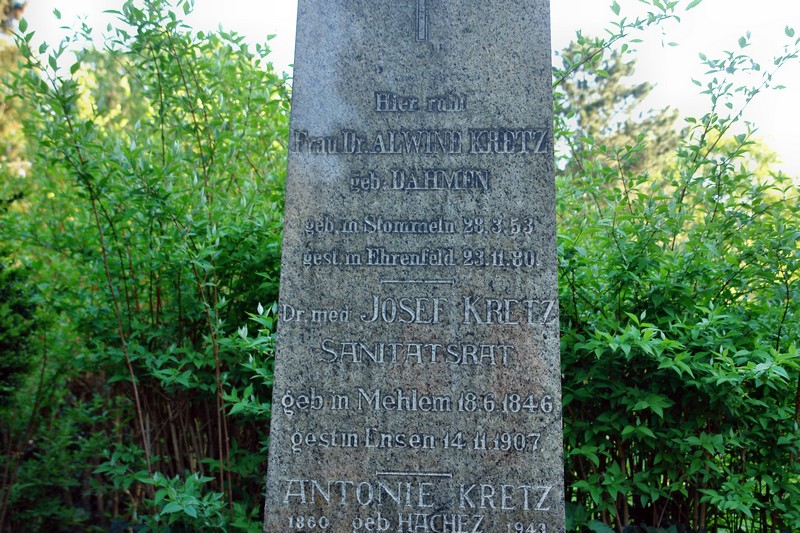 Hier ruht
Frau Dr. ALWINE KRETZ
geb. DAHMEN
geb. in Stommeln 28.3.53
gest. in Ehrenfeld 23.11.80
Dr. med. JOSEF KRETZ
SANITÄTSRAT
geb in Mehlem 18.6.1846
gest in Ensen 14.11.1907
ANTONIE KRETZ
1860 geb. HACHEZ 1943